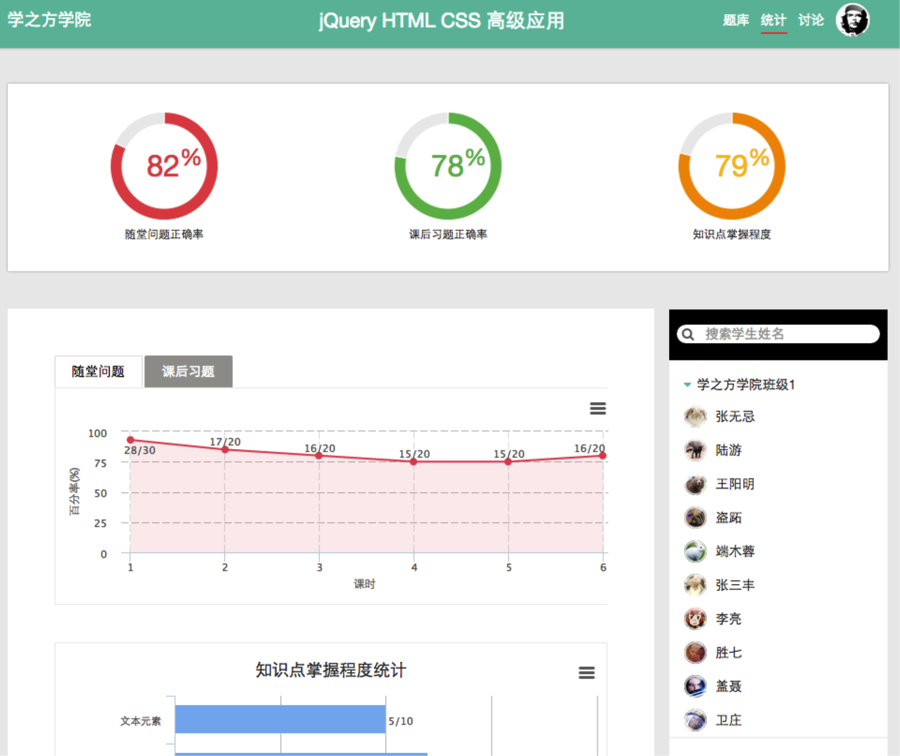 学之方学院 jQuery HTML CSS 高级应用 题库 统计 讨论
82% 78% 79%
随堂问题正确率 课后习题正确率 知识点掌握程度
搜索学生姓名
随堂问题 课后习题
学之方学院班级1
张无忌
陆游
王阳明
盗跖
端木蓉
张三丰
李亮
胜七
盖聂
卫庄
百分率(%)
100
75
50
25
0
28/30 17/20 16/20 15/20 15/20 16/20
1 2 3 4 5 6
课时
知识点掌握程度统计
文本元素 5/10